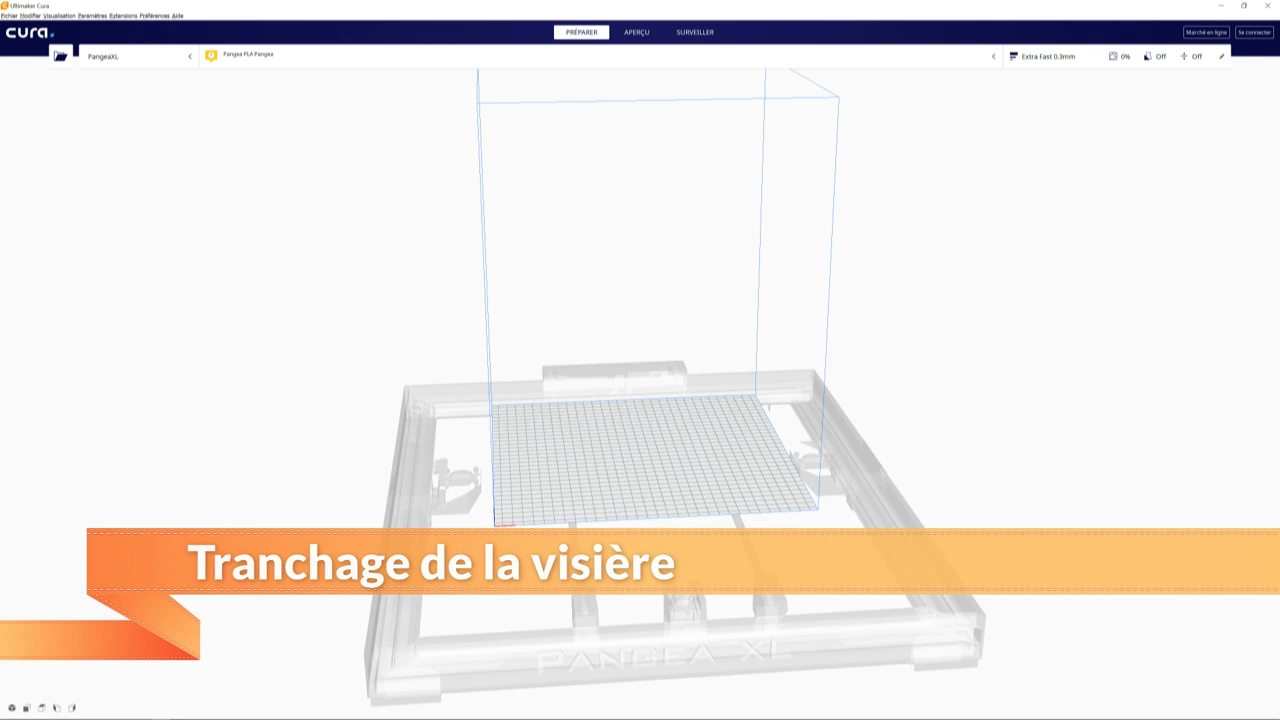 Ultimaker Cura
Fichier Modifier Visualisation Paramètres Extensions Préférences Aide
cura.
PRÉPARER APERÇU SURVEILLER
Marché en ligne Se connecter
PangeaXL
Pangea PLA Pangea
Extra Fast 0.3mm 0% Off Off
Tranchage de la visière
PANGEA XL